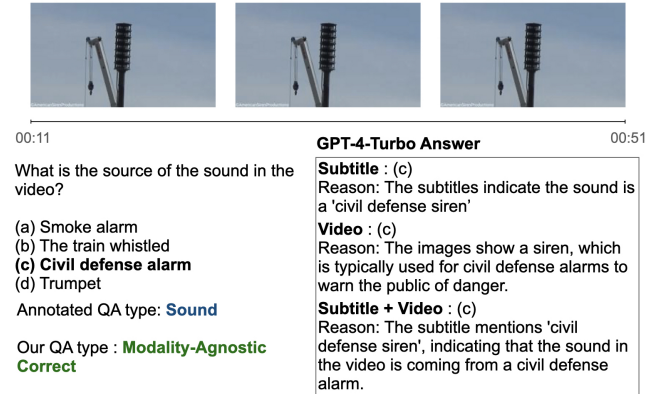 00:11
00:51
What is the source of the sound in the
video?
(a) Smoke alarm
(b) The train whistled
(c) Civil defense alarm
(d) Trumpet
Annotated QA type: Sound
Our QA type : Modality-Agnostic
Correct
GPT-4-Turbo Answer
Subtitle : (c)
Reason: The subtitles indicate the sound is
a 'civil defense siren’
Video : (c)
Reason: The images show a siren, which
is typically used for civil defense alarms to
warn the public of danger.
Subtitle + Video : (c)
Reason: The subtitle mentions 'civil
defense siren', indicating that the sound in
the video is coming from a civil defense
alarm.